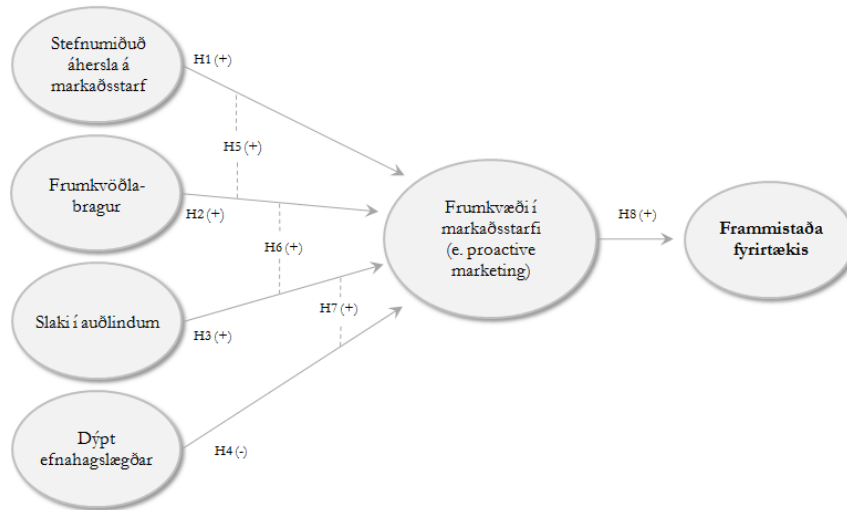 Stefnumiðuð
áhersla á
markaðsstarf
H1 (+)
H5 (+)
Frumkvöðla-
bragur
H2 (+)
H6 (+)
Frumkvæði í
markaðsstarfi
(e. proactive
marketing)
H8 (+)
Frammistaða
fyrirtækis
Slaki í auðlindum
H3 (+)
H7 (+)
Dýpt
efnahagslægðar
H4 (-)